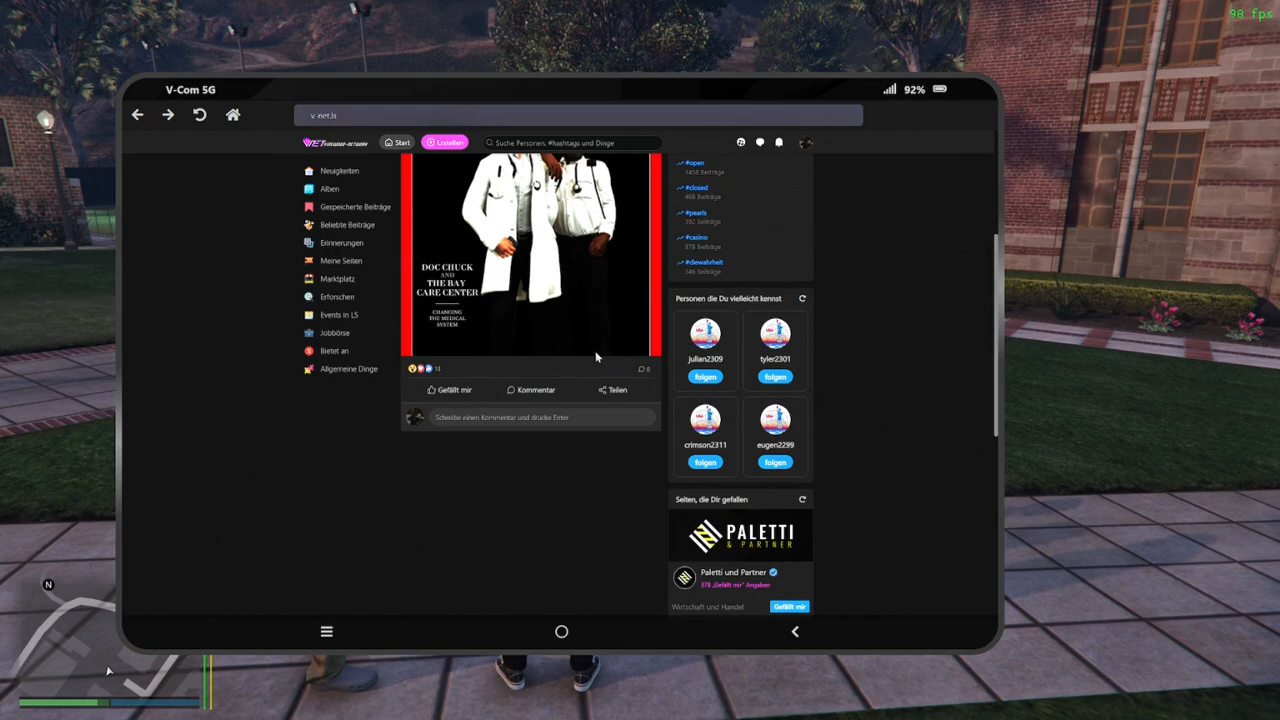 90 fps
V-Com 5G
92%
v-net.ls
VNET
Start
Erstellen
Suche Personen, #hashtags und Dinge
Neuigkeiten
Alben
Gespeicherte Beiträge
Beliebte Beiträge
Erinnerungen
Meine Seiten
Marktplatz
Erforschen
Events in LS
Jobbörse
Bietet an
Allgemeine Dinge
DOC CHUCK
AND
THE BAY
CARE CENTER
CHANGING
THE MEDICAL
SYSTEM
18
0
Gefällt mir
Kommentar
Teilen
Schreibe einen Kommentar und drücke Enter
#open
1458 Beiträge
#closed
468 Beiträge
#pearls
392 Beiträge
#casino
379 Beiträge
#diewahrheit
346 Beiträge
Personen die Du vielleicht kennst
julian2309
folgen
tyler2301
folgen
crimson2311
folgen
eugen2299
folgen
Seiten, die Dir gefallen
PALETTI
& PARTNER
Paletti und Partner
378 „Gefällt mir" Angaben
Wirtschaft und Handel
Gefällt mir
N